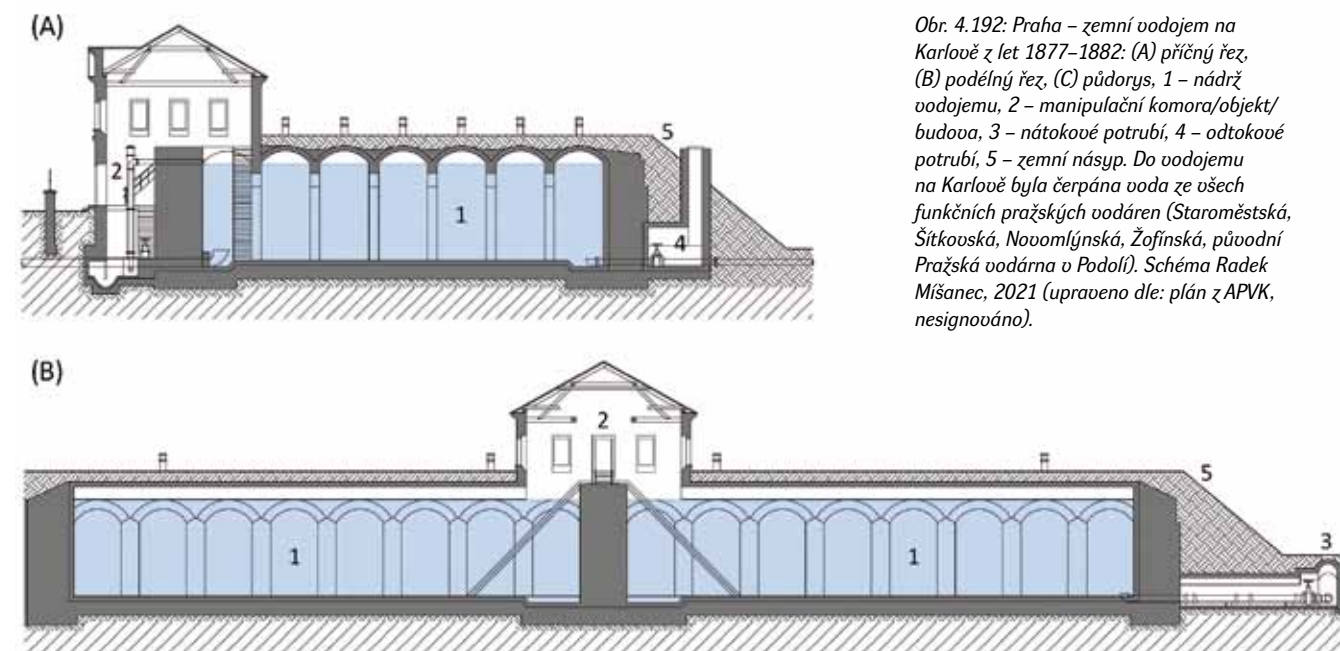 (A)
2
1
5
4
Obr. 4.192: Praha – zemní vodojem na
Karlově z let 1877–1882: (A) příčný řez,
(B) podélný řez, (C) půdorys, 1 – nádrž
vodojemu, 2 – manipulační komora/objekt/
budova, 3 – nátokové potrubí, 4 – odtokové
potrubí, 5 – zemní násyp. Do vodojemu
na Karlově byla čerpána voda ze všech
funkčních pražských vodáren (Staroměstská,
Šítkovská, Novomlýnská, Žofínská, původní
Pražská vodárna v Podolí). Schéma Radek
Míšanec, 2021 (upraveno dle: plán z APVK,
nesignováno).
(B)
2
1
1
5
3